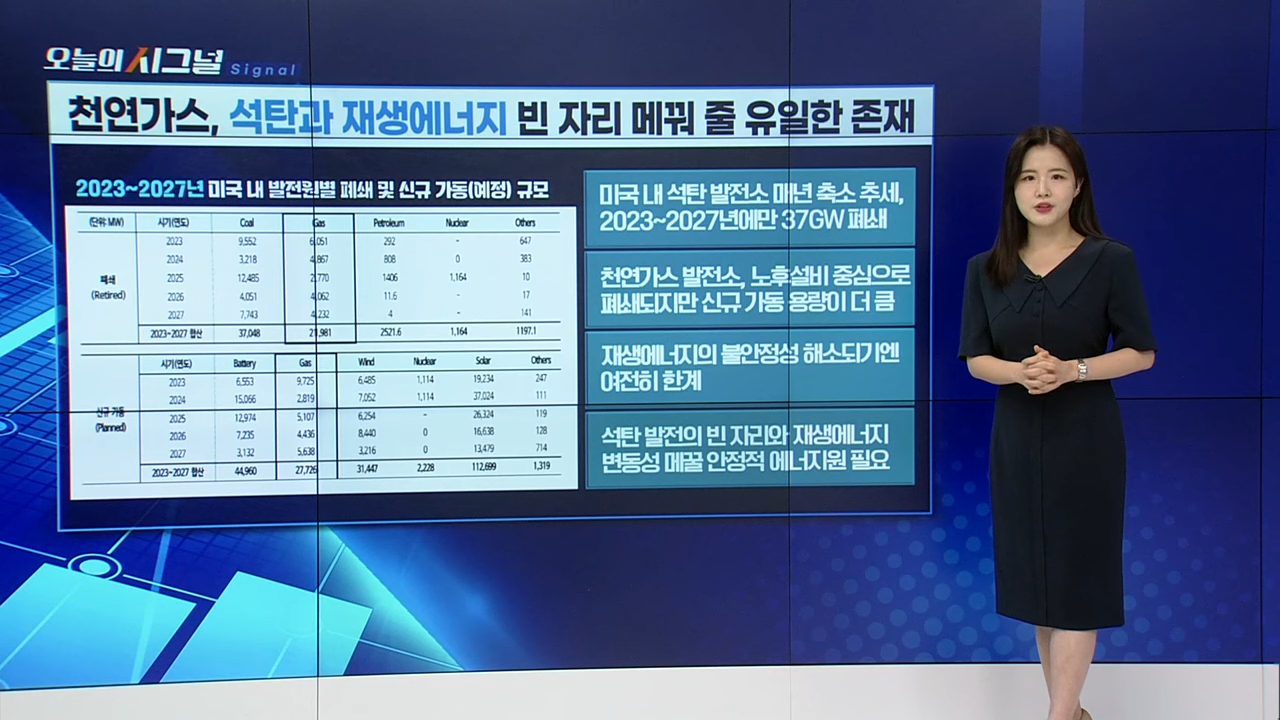 오늘의 시그널 Signal
천연가스, 석탄과 재생에너지 빈 자리 메꿔 줄 유일한 존재
2023~2027년 미국 내 발전원별 폐쇄 및 신규 가동(예정) 규모
(단위: MW) 시기(연도) Coal Gas Petroleum Nuclear Others
폐쇄
(Retired)
2023 9,552 6,051 292 - 647
2024 3,218 4,867 808 0 383
2025 12,485 2,770 1406 1,164 10
2026 4,051 4,062 11.6 - 17
2027 7,743 4,232 4 - 141
2023~2027 합산 37,048 21,981 2521.6 1,164 1197.1
시기(연도) Battery Gas Wind Nuclear Solar Others
신규 가동
(Planned)
2023 6,553 9,725 6,485 1,114 19,234 247
2024 15,066 2,819 7,052 1,114 37,024 111
2025 12,974 5,107 6,254 - 26,324 119
2026 7,235 4,436 8,440 0 16,638 128
2027 3,132 5,638 3,216 0 13,479 714
2023~2027 합산 44,960 27,726 31,447 2,228 112,699 1,319
미국 내 석탄 발전소 매년 축소 추세,
2023~2027년에만 37GW 폐쇄
천연가스 발전소, 노후설비 중심으로
폐쇄되지만 신규 가동 용량이 더 큼
재생에너지의 불안정성 해소되기엔
여전히 한계
석탄 발전의 빈 자리와 재생에너지
변동성 메꿀 안정적 에너지원 필요